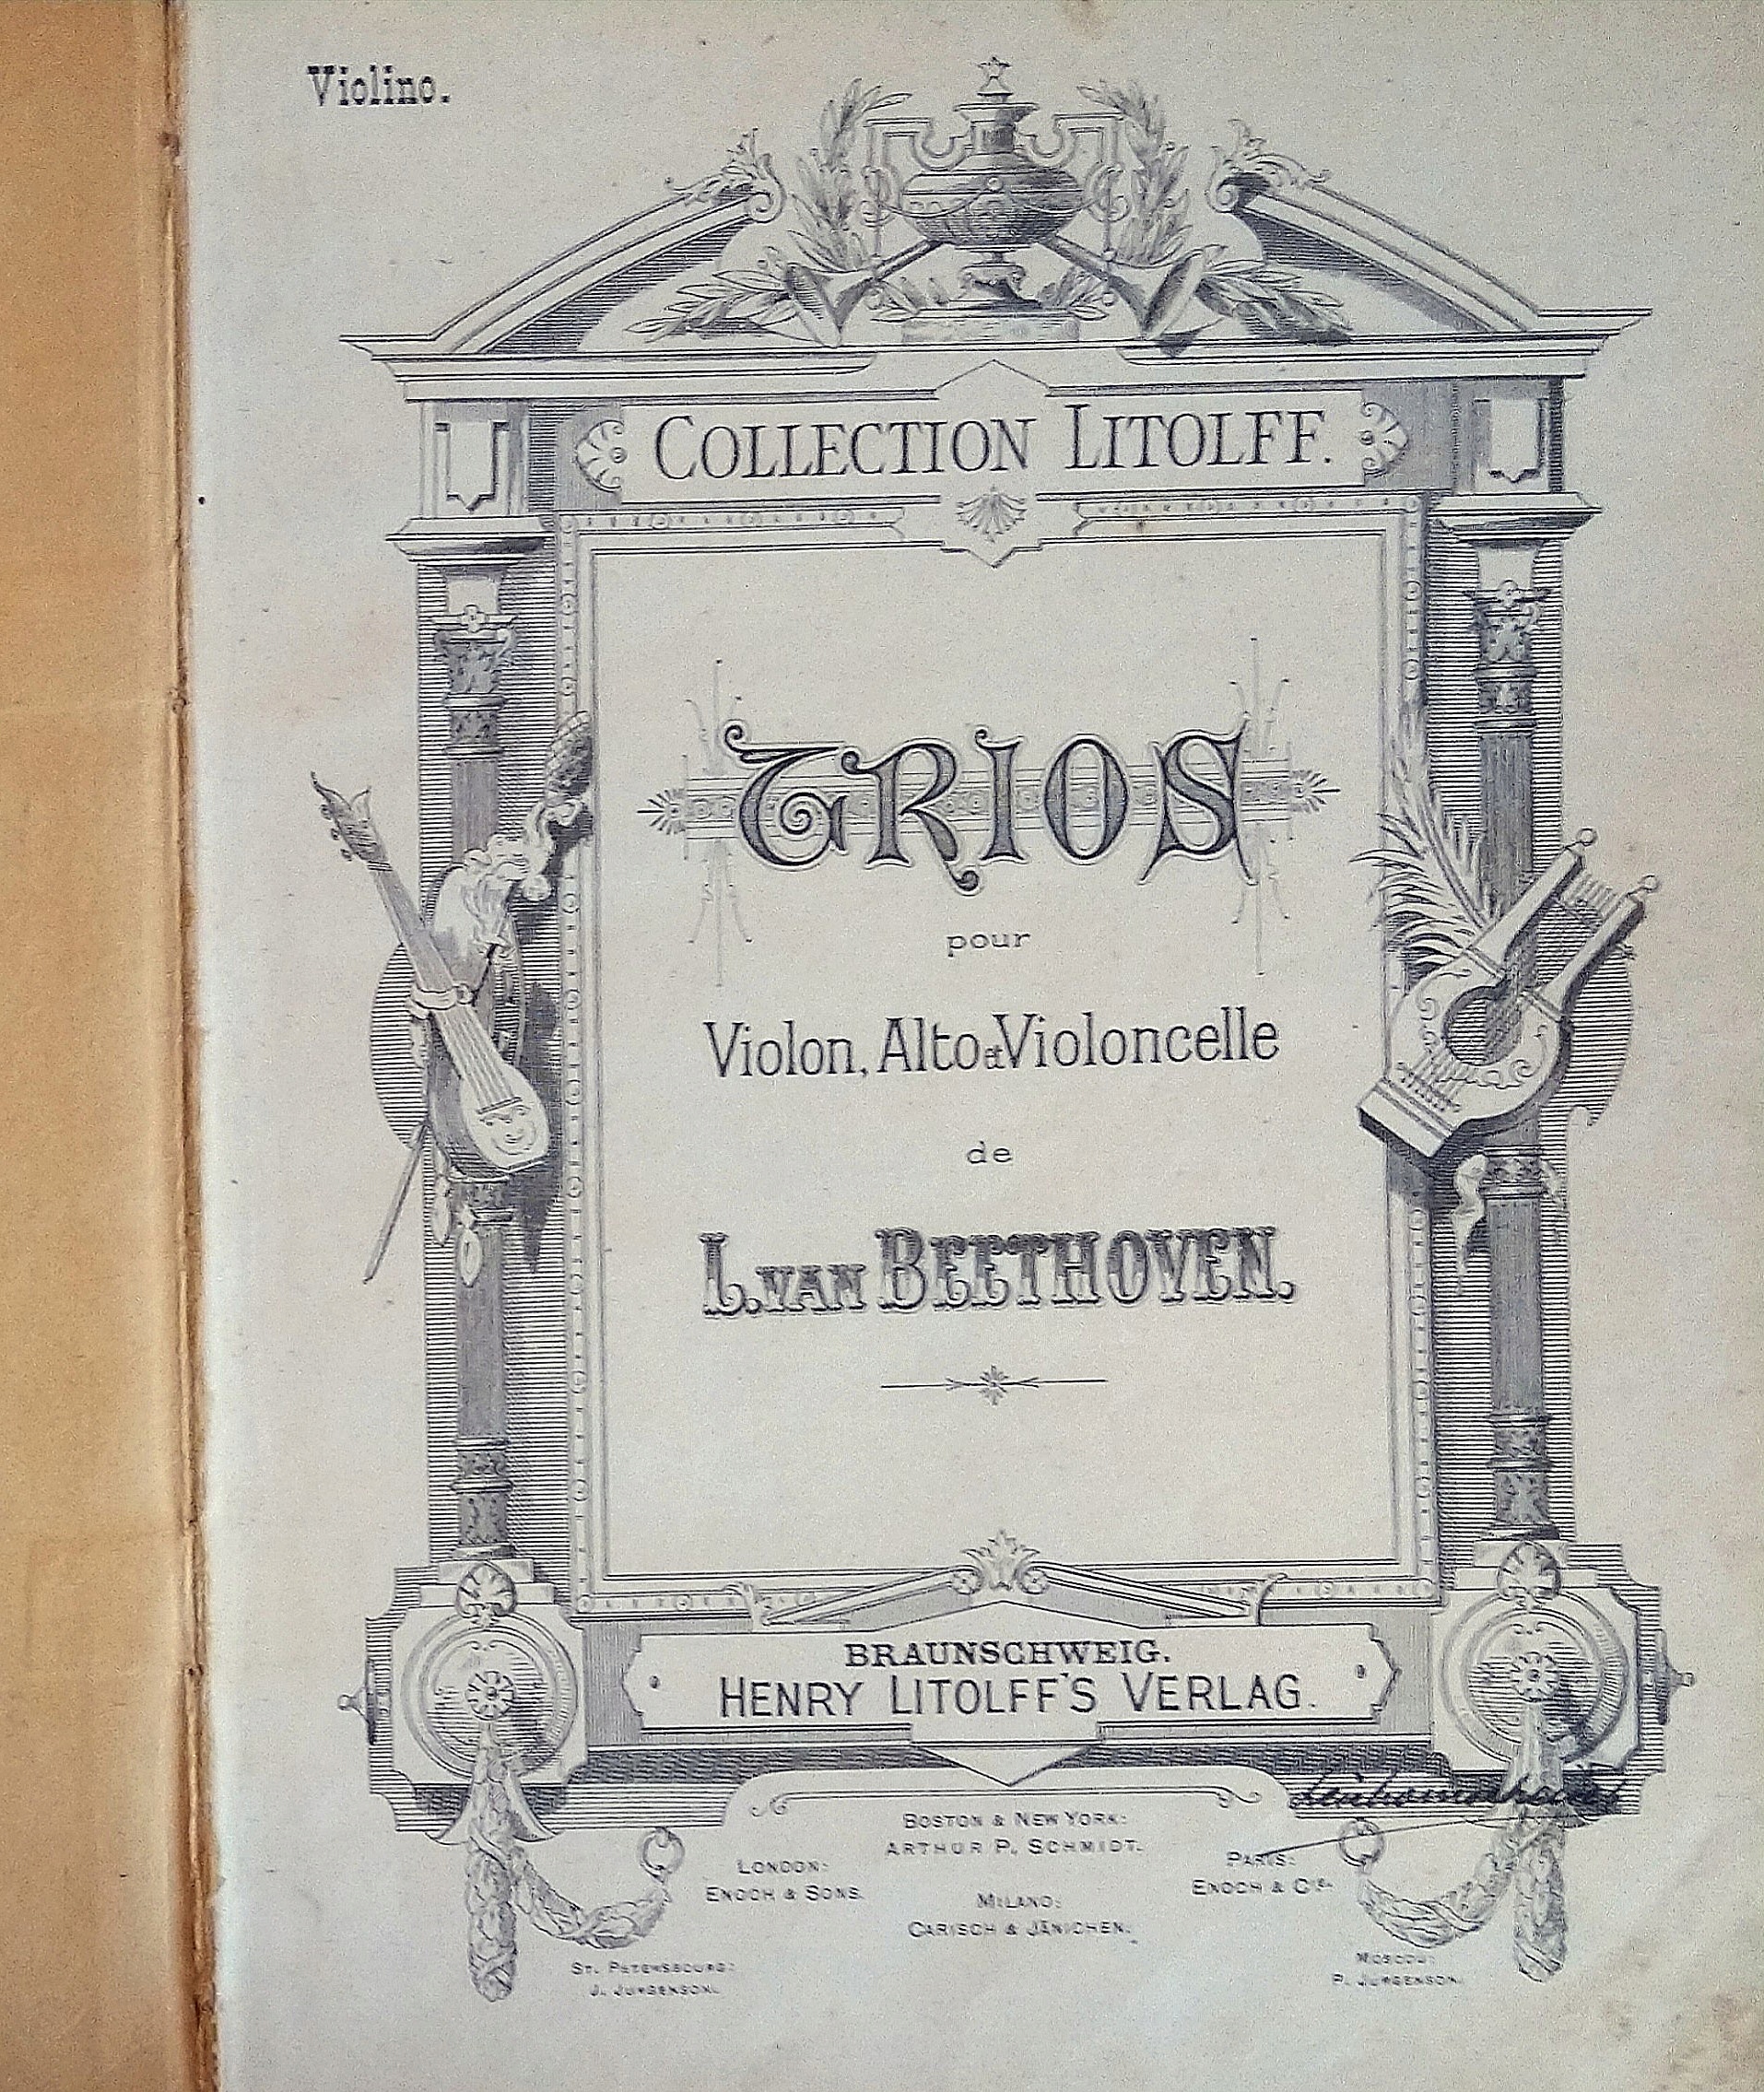 Violino.
COLLECTION LITOLFF.
TRIOS
pour
Violon, Alto et Violoncelle
de
L. VAN BEETHOVEN.
BRAUNSCHWEIG.
HENRY LITOLFF'S VERLAG.
BOSTON & NEW YORK:
ARTHUR P. SCHMIDT.
LONDON:
ENOCH & SONS.
PARIS:
ENOCH & CIE.
MILANO:
CARISCH & JÄNICHEN.
ST. PETERSBOURG:
J. JURGENSON.
MOSCOU:
P. JURGENSON.